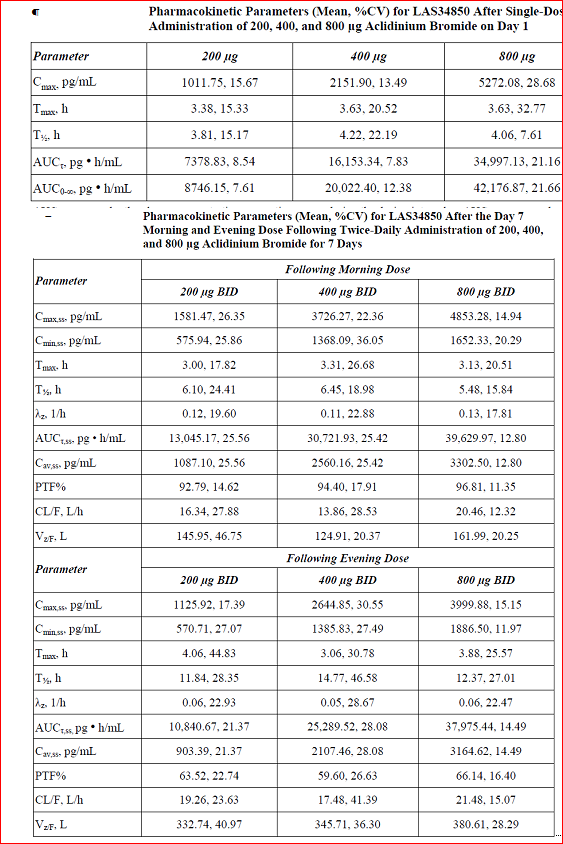 ¶ Pharmacokinetic Parameters (Mean, %CV) for LAS34850 After Single-Dos
Administration of 200, 400, and 800 µg Aclidinium Bromide on Day 1
Parameter 200 µg 400 µg 800 µg
Cmax, pg/mL 1011.75, 15.67 2151.90, 13.49 5272.08, 28.68
Tmax, h 3.38, 15.33 3.63, 20.52 3.63, 32.77
T½, h 3.81, 15.17 4.22, 22.19 4.06, 7.61
AUCτ, pg • h/mL 7378.83, 8.54 16,153.34, 7.83 34,997.13, 21.16
AUC0-∞, pg • h/mL 8746.15, 7.61 20,022.40, 12.38 42,176.87, 21.66
– Pharmacokinetic Parameters (Mean, %CV) for LAS34850 After the Day 7
Morning and Evening Dose Following Twice-Daily Administration of 200, 400,
and 800 µg Aclidinium Bromide for 7 Days
Parameter Following Morning Dose
200 µg BID 400 µg BID 800 µg BID
Cmax,ss, pg/mL 1581.47, 26.35 3726.27, 22.36 4853.28, 14.94
Cmin,ss, pg/mL 575.94, 25.86 1368.09, 36.05 1652.33, 20.29
Tmax, h 3.00, 17.82 3.31, 26.68 3.13, 20.51
T½, h 6.10, 24.41 6.45, 18.98 5.48, 15.84
λz, 1/h 0.12, 19.60 0.11, 22.88 0.13, 17.81
AUCτ,ss, pg • h/mL 13,045.17, 25.56 30,721.93, 25.42 39,629.97, 12.80
Cav,ss, pg/mL 1087.10, 25.56 2560.16, 25.42 3302.50, 12.80
PTF% 92.79, 14.62 94.40, 17.91 96.81, 11.35
CL/F, L/h 16.34, 27.88 13.86, 28.53 20.46, 12.32
Vz/F, L 145.95, 46.75 124.91, 20.37 161.99, 20.25
Parameter Following Evening Dose
200 µg BID 400 µg BID 800 µg BID
Cmax,ss, pg/mL 1125.92, 17.39 2644.85, 30.55 3999.88, 15.15
Cmin,ss, pg/mL 570.71, 27.07 1385.83, 27.49 1886.50, 11.97
Tmax, h 4.06, 44.83 3.06, 30.78 3.88, 25.57
T½, h 11.84, 28.35 14.77, 46.58 12.37, 27.01
λz, 1/h 0.06, 22.93 0.05, 28.67 0.06, 22.47
AUCτ,ss, pg • h/mL 10,840.67, 21.37 25,289.52, 28.08 37,975.44, 14.49
Cav,ss, pg/mL 903.39, 21.37 2107.46, 28.08 3164.62, 14.49
PTF% 63.52, 22.74 59.60, 26.63 66.14, 16.40
CL/F, L/h 19.26, 23.63 17.48, 41.39 21.48, 15.07
Vz/F, L 332.74, 40.97 345.71, 36.30 380.61, 28.29